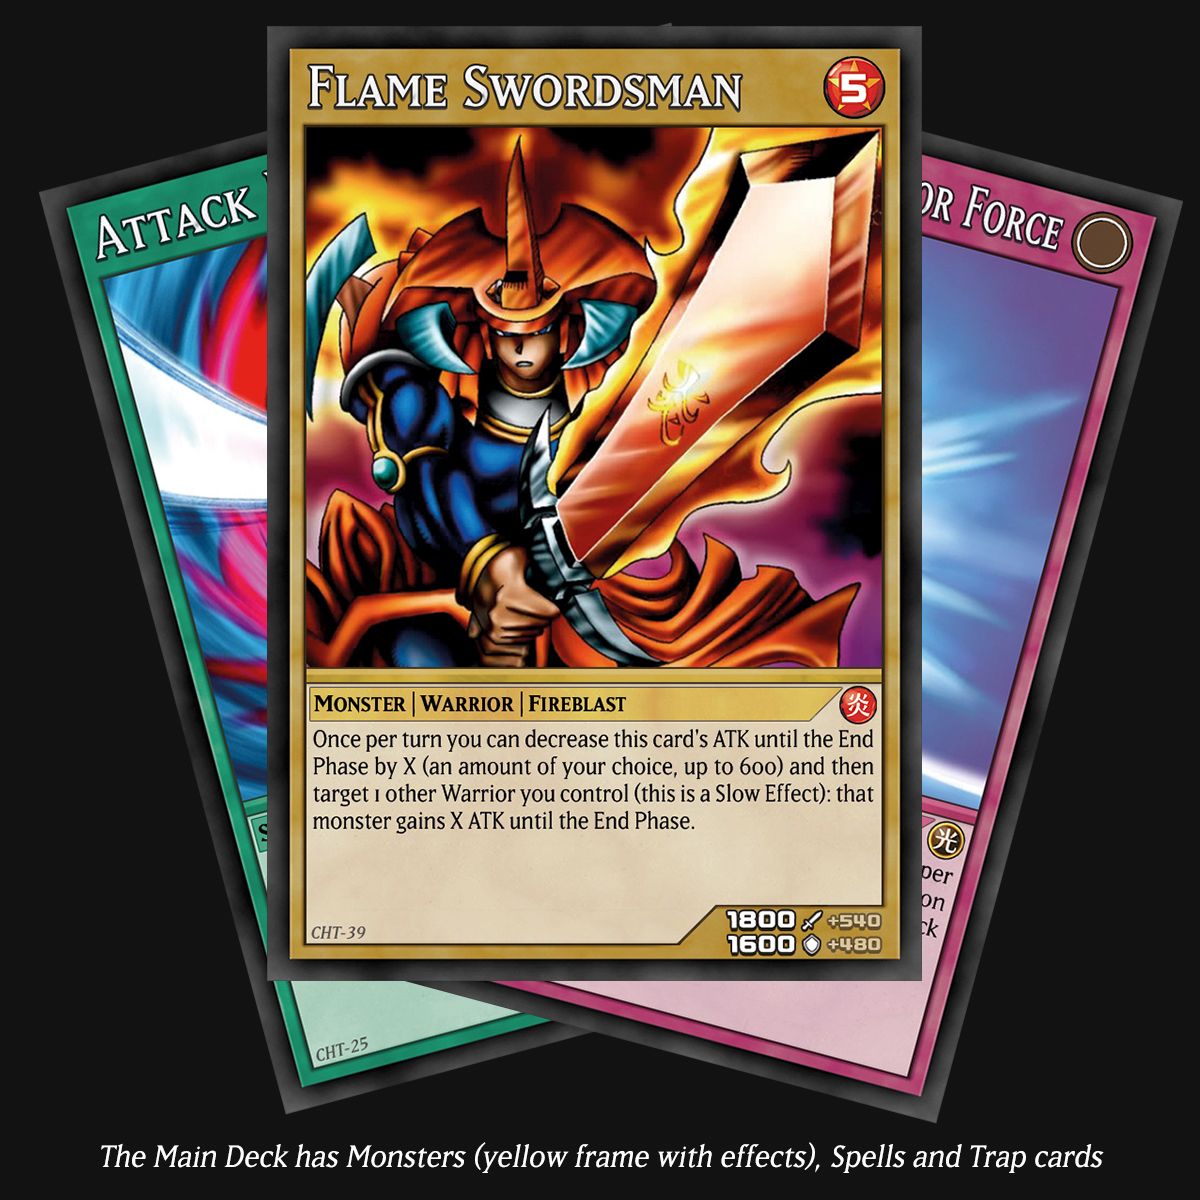 FLAME SWORDSMAN
5
ATTACK
OR FORCE
MONSTER | WARRIOR | FIREBLAST
炎
Once per turn you can decrease this card's ATK until the End
Phase by X (an amount of your choice, up to 600) and then
target 1 other Warrior you control (this is a Slow Effect): that
monster gains X ATK until the End Phase.
1800 +540
1600 +480
CHT-39
S
光
per
on
ck
CHT-25
The Main Deck has Monsters (yellow frame with effects), Spells and Trap cards